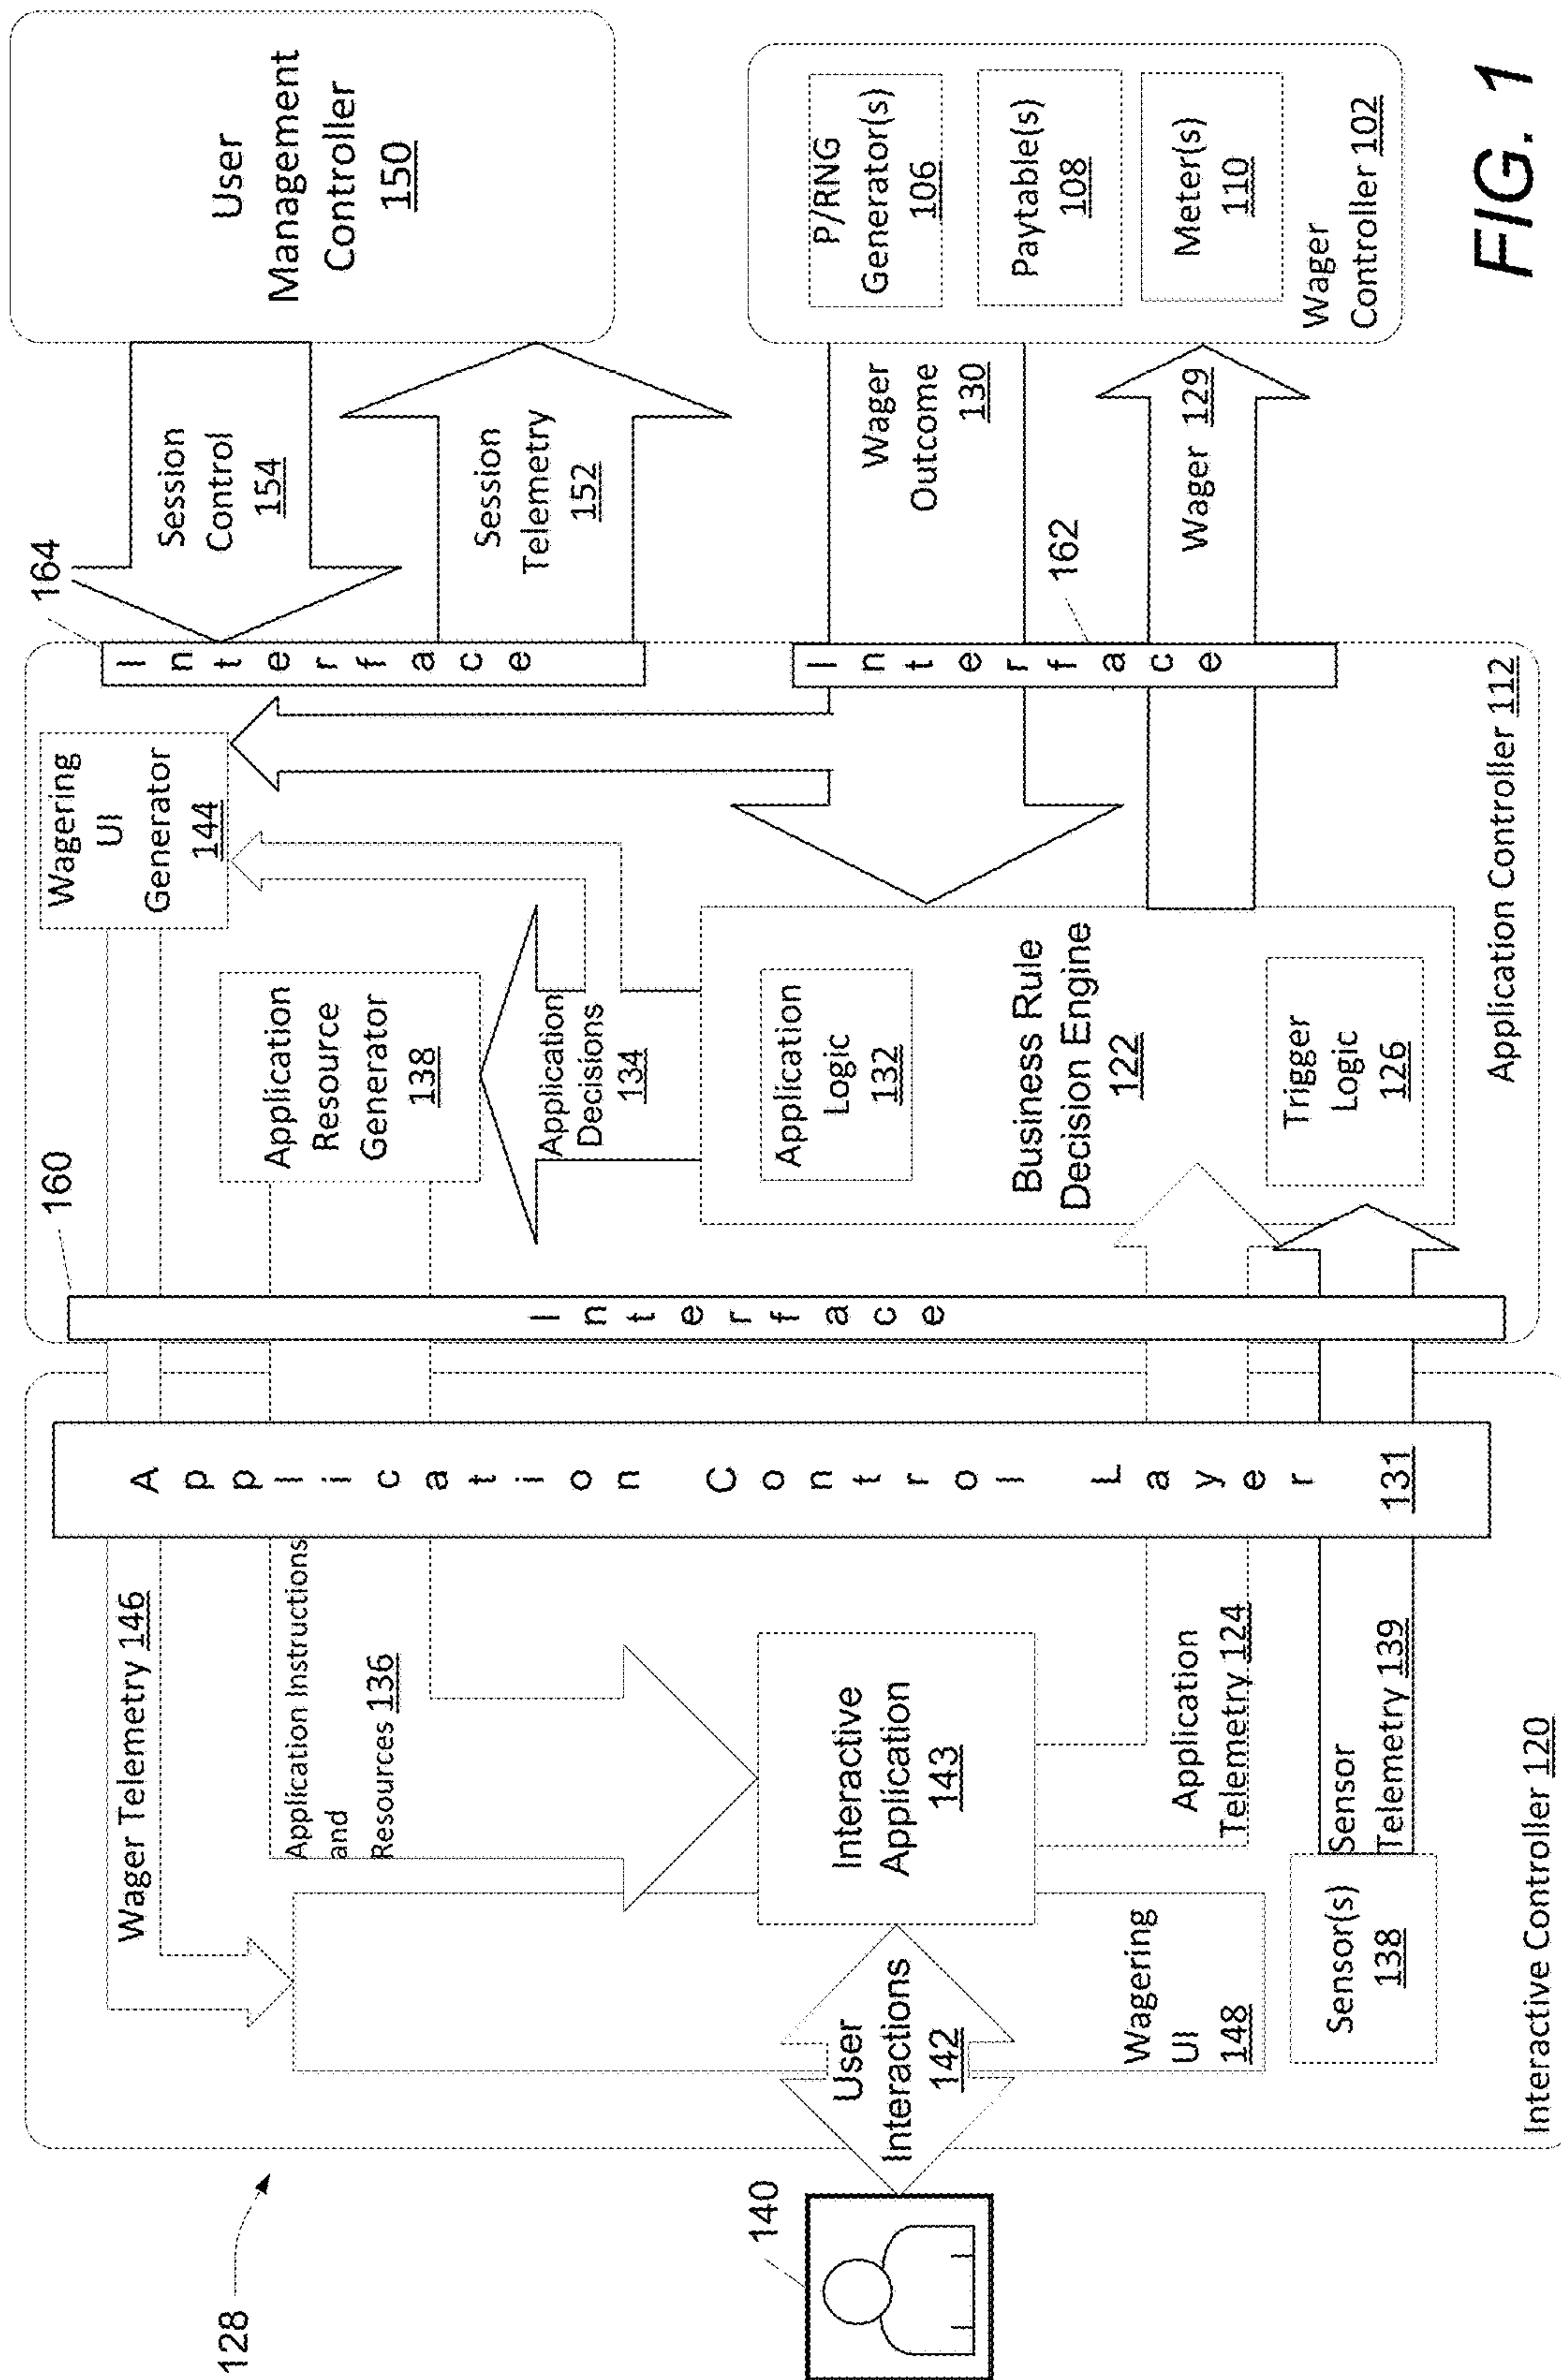 128
140
User
Interactions
142
Interactive Controller 120
Wager Telemetry 146
Application Instructions
and
Resources 136
Interactive
Application
143
Wagering
UI
148
Application
Telemetry 124
Sensor(s)
138
Sensor
Telemetry 139
Application Control Layer
131
160
Interface
Application Controller 112
Wagering
UI
Generator
144
Application
Resource
Generator
138
Application
Decisions
134
Application
Logic
132
Business Rule
Decision Engine
122
Trigger
Logic
126
164
Interface
162
Interface
Session
Control
154
Session
Telemetry
152
Wager
Outcome
130
Wager 129
User
Management
Controller
150
P/RNG
Generator(s)
106
Paytable(s)
108
Meter(s)
110
Wager
Controller 102
FIG. 1